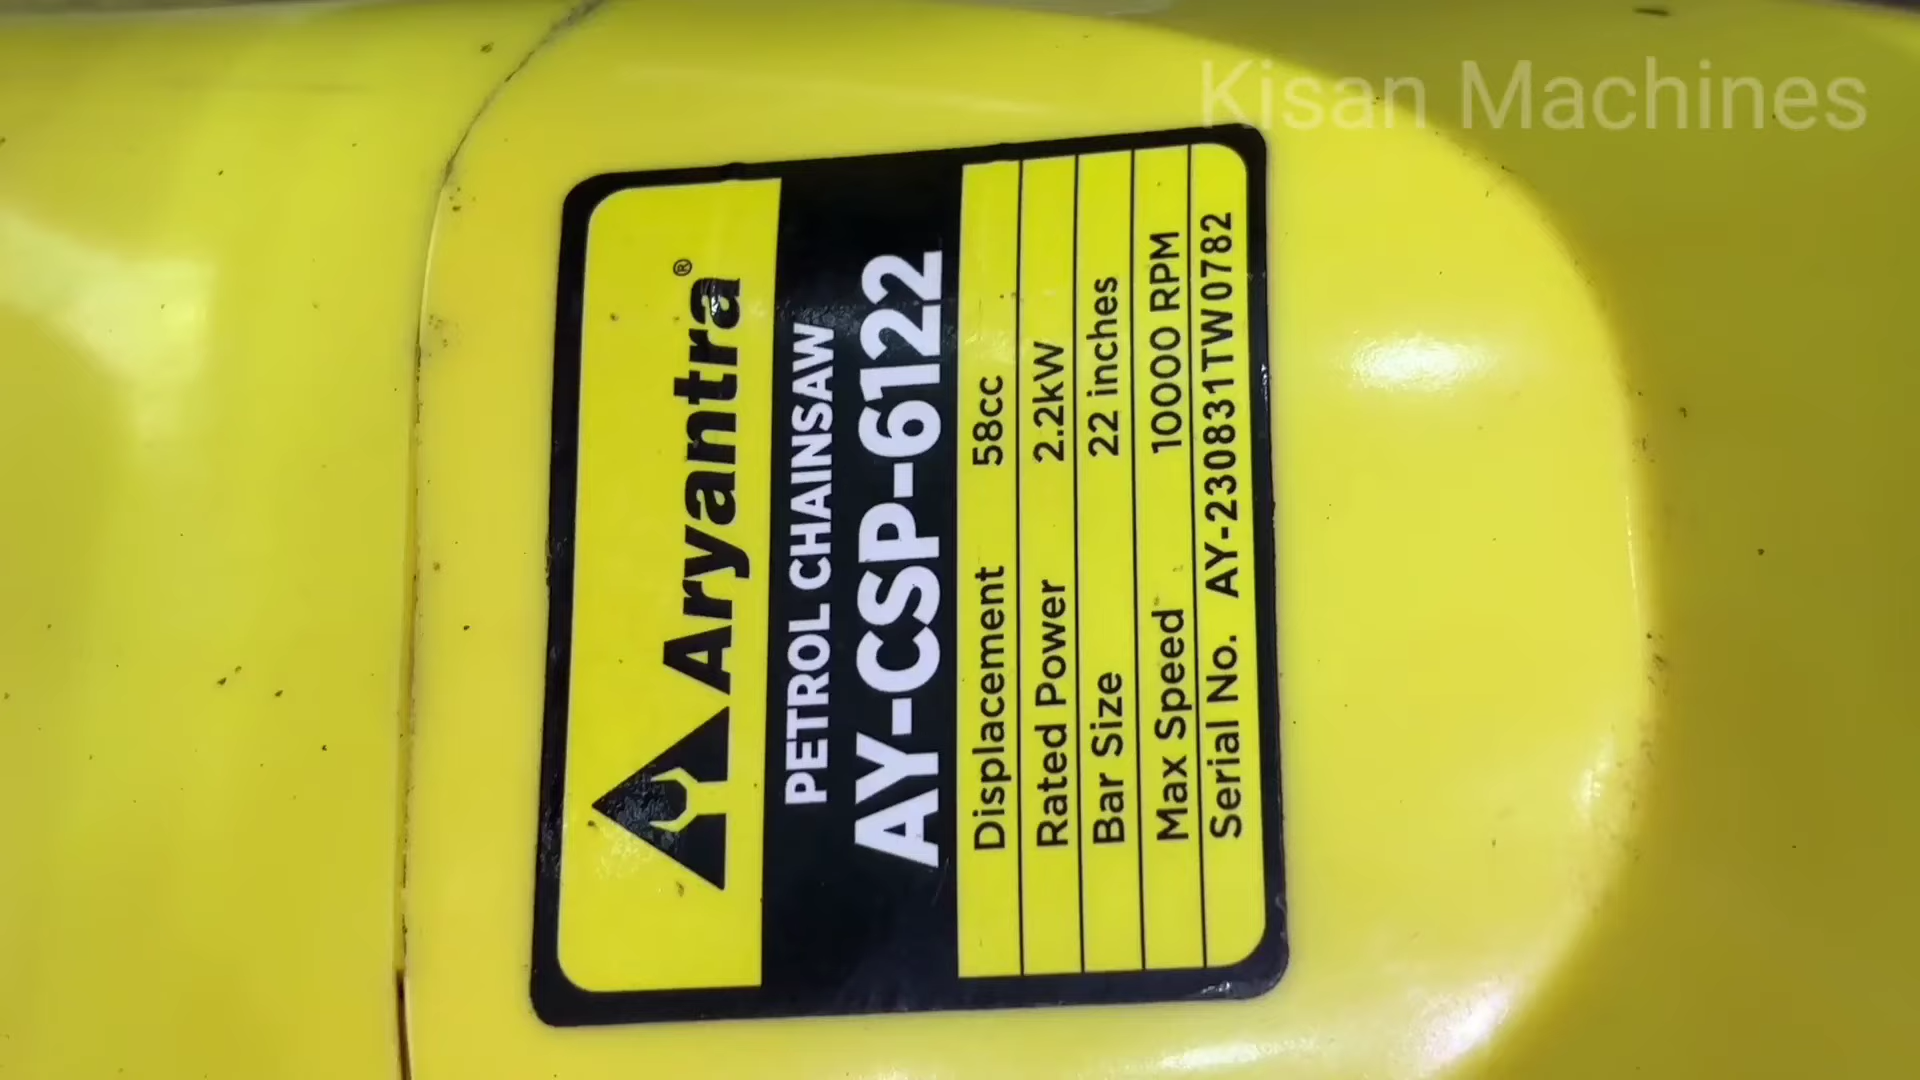 Kisan Machines
Aryantra®
PETROL CHAINSAW
AY-CSP-6122
Displacement 58cc
Rated Power 2.2kW
Bar Size 22 inches
Max Speed 10000 RPM
Serial No. AY-230831TW0782